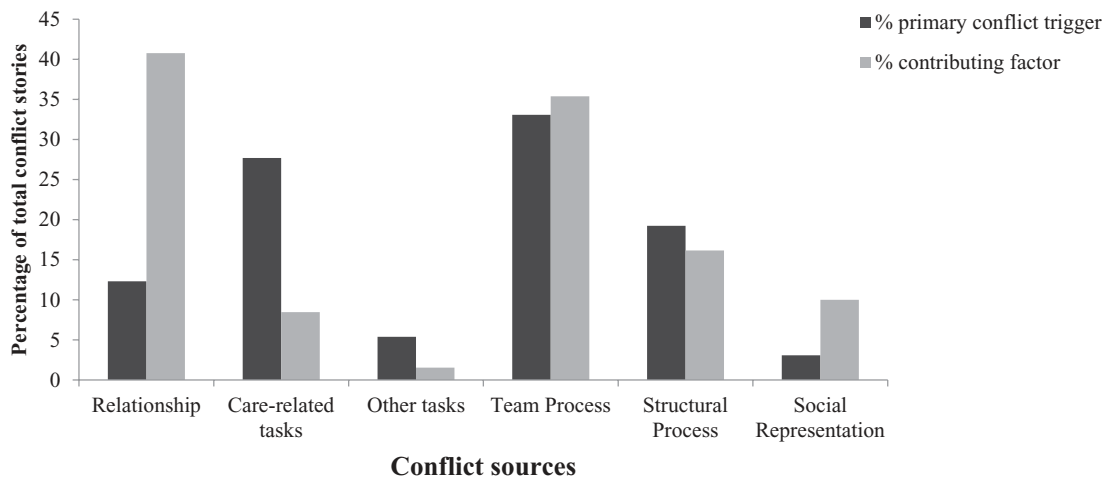 % primary conflict trigger
% contributing factor
Percentage of total conflict stories
45
40
35
30
25
20
15
10
5
0
Relationship
Care-related
tasks
Other tasks
Team Process
Structural
Process
Social
Representation
Conflict sources